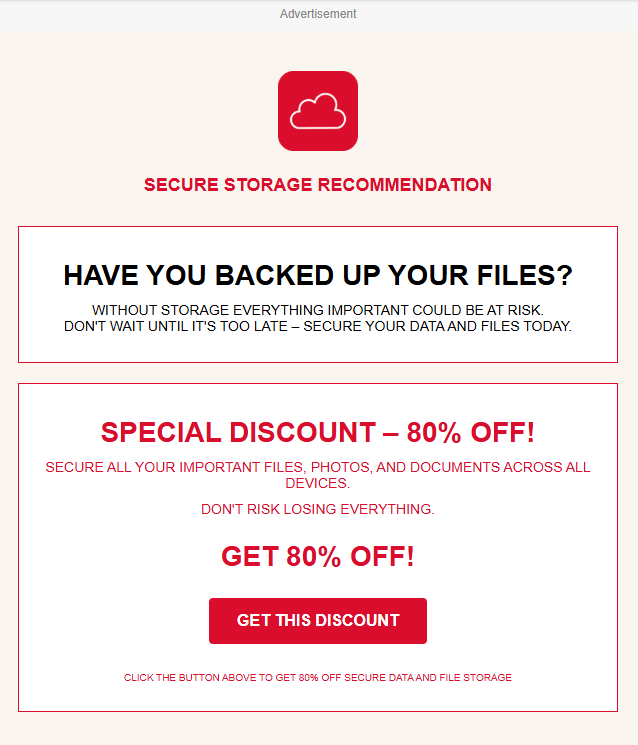 Advertisement
SECURE STORAGE RECOMMENDATION
HAVE YOU BACKED UP YOUR FILES?
WITHOUT STORAGE EVERYTHING IMPORTANT COULD BE AT RISK.
DON'T WAIT UNTIL IT'S TOO LATE – SECURE YOUR DATA AND FILES TODAY.
SPECIAL DISCOUNT – 80% OFF!
SECURE ALL YOUR IMPORTANT FILES, PHOTOS, AND DOCUMENTS ACROSS ALL
DEVICES.
DON'T RISK LOSING EVERYTHING.
GET 80% OFF!
GET THIS DISCOUNT
CLICK THE BUTTON ABOVE TO GET 80% OFF SECURE DATA AND FILE STORAGE